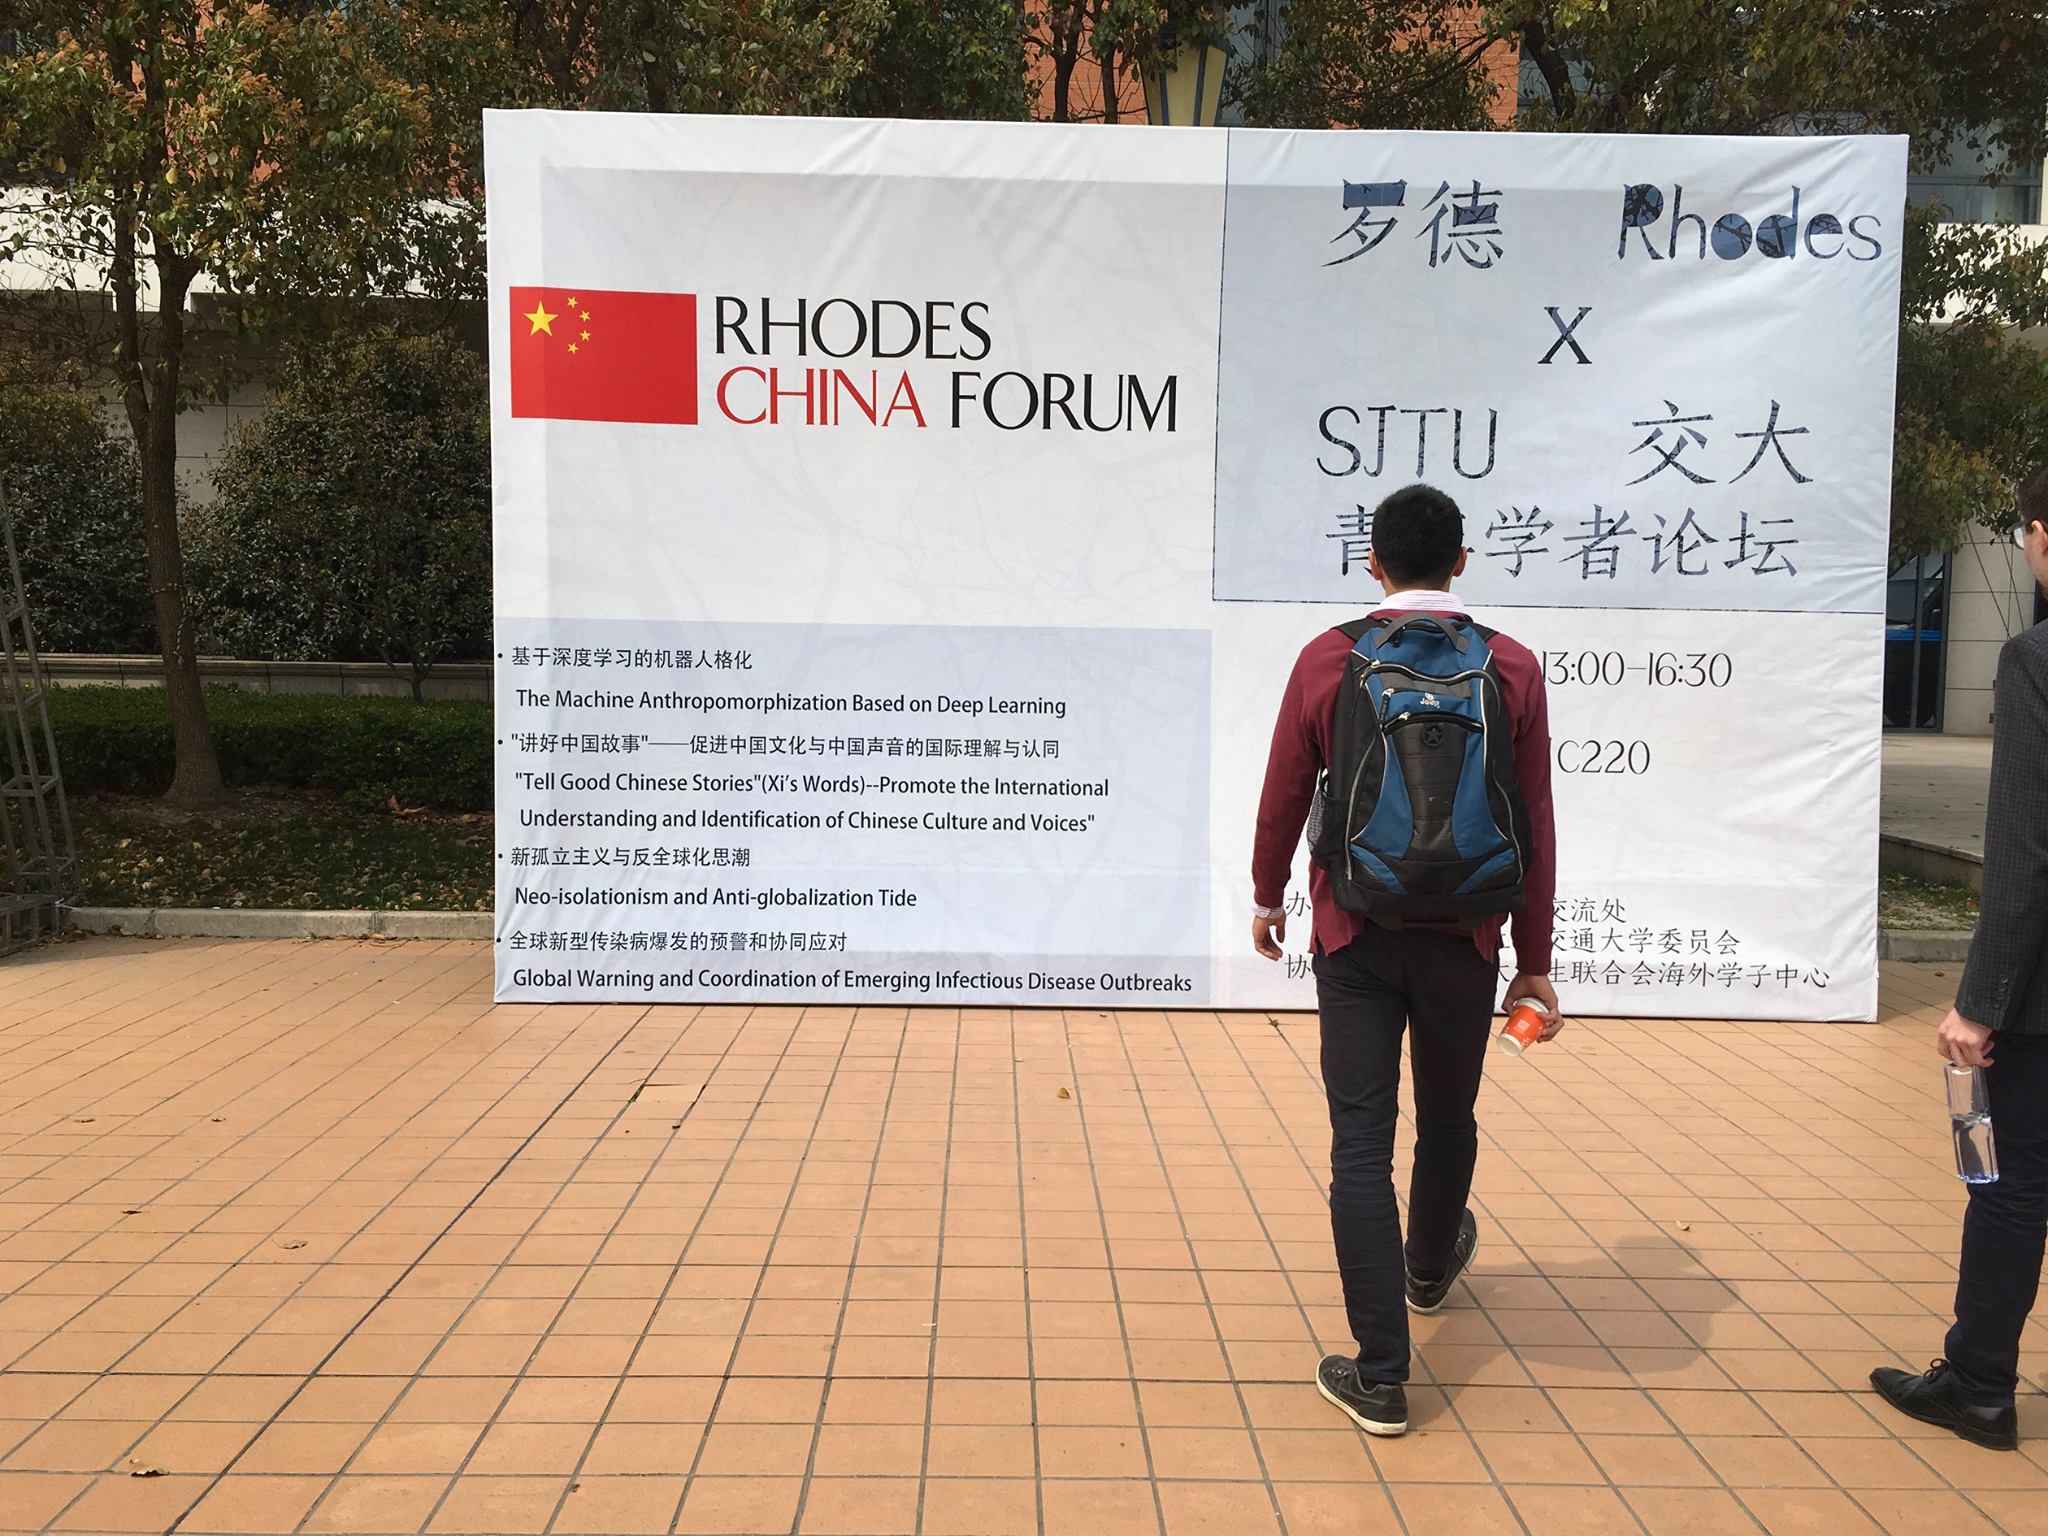 RHODES
CHINA FORUM
罗德 Rhodes
X
SJTU 交大
学者论坛
基于深度学习的机器人格化
The Machine Anthropomorphization Based on Deep Learning
"讲好中国故事"——促进中国文化与中国声音的国际理解与认同
"Tell Good Chinese Stories"(Xi's Words)--Promote the International
Understanding and Identification of Chinese Culture and Voices"
新孤立主义与反全球化思潮
Neo-isolationism and Anti-globalization Tide
全球新型传染病爆发的预警和协同应对
Global Warning and Coordination of Emerging Infectious Disease Outbreaks
13:00-16:30
C220
办 交流处
交通大学委员会
协 生联合会海外学子中心
Jeep